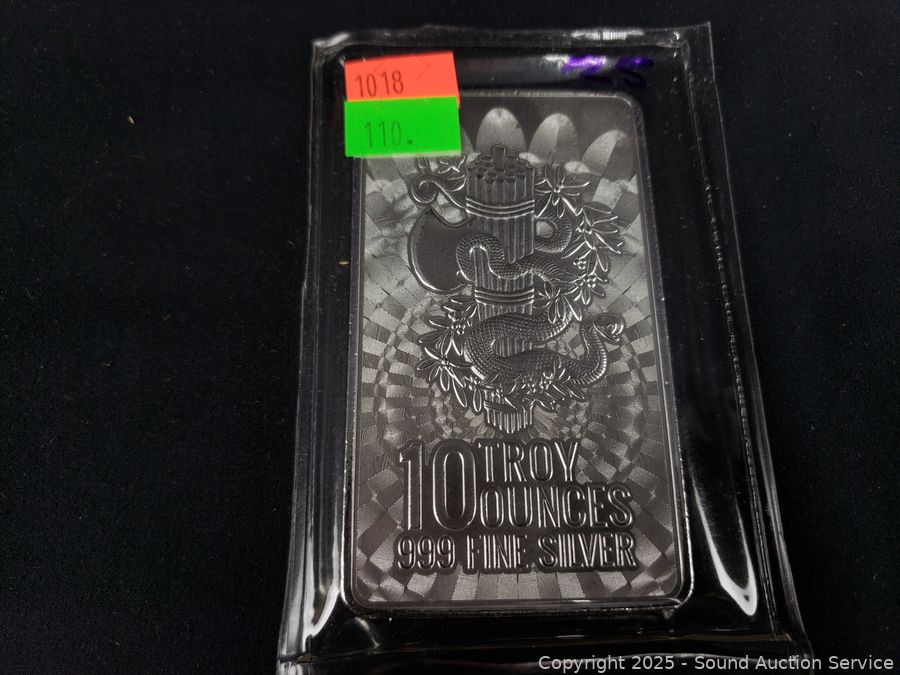 1018
110.
10 TROY
OUNCES
999 FINE SILVER
Copyright 2025 - Sound Auction Service